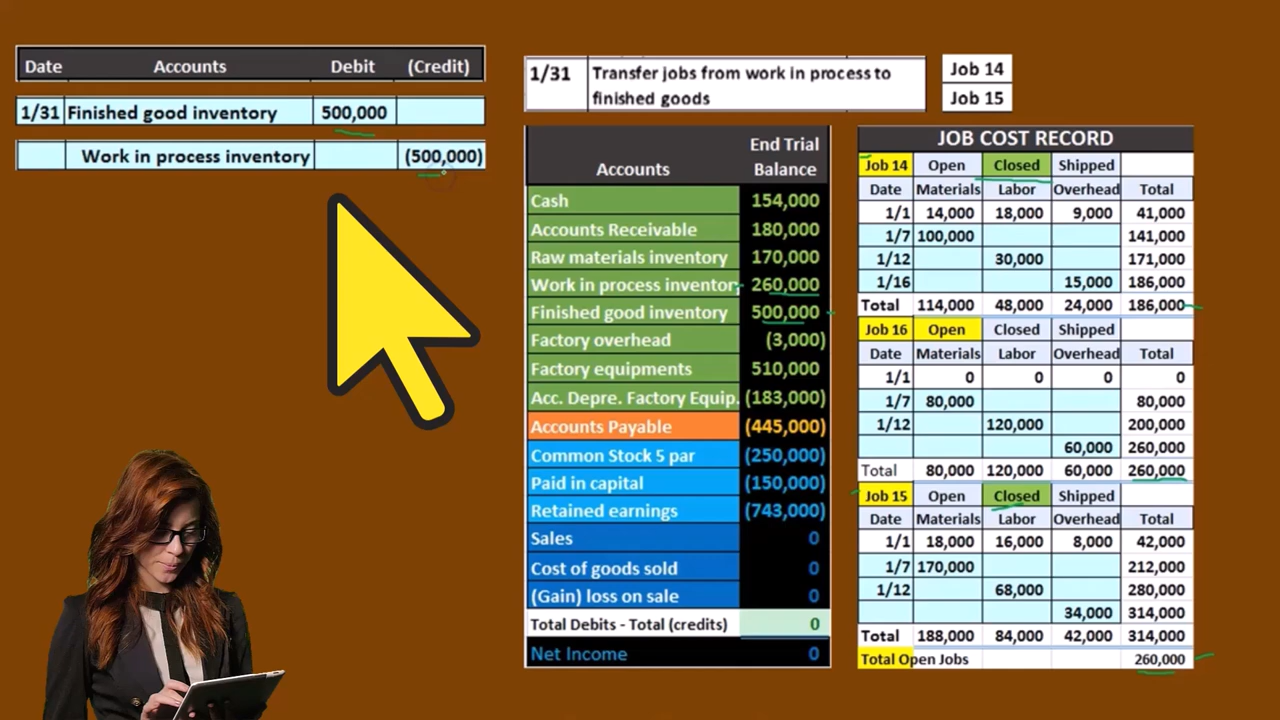 Date Accounts Debit (Credit)
1/31 Finished good inventory 500,000
Work in process inventory (500,000)
1/31 Transfer jobs from work in process to
finished goods
Job 14
Job 15
Accounts End Trial
Balance
Cash 154,000
Accounts Receivable 180,000
Raw materials inventory 170,000
Work in process inventor 260,000
Finished good inventory 500,000
Factory overhead (3,000)
Factory equipments 510,000
Acc. Depre. Factory Equip. (183,000)
Accounts Payable (445,000)
Common Stock 5 par (250,000)
Paid in capital (150,000)
Retained earnings (743,000)
Sales 0
Cost of goods sold 0
(Gain) loss on sale 0
Total Debits - Total (credits) 0
Net Income 0
JOB COST RECORD
Job 14 Open Closed Shipped
Date Materials Labor Overhead Total
1/1 14,000 18,000 9,000 41,000
1/7 100,000 141,000
1/12 30,000 171,000
1/16 15,000 186,000
Total 114,000 48,000 24,000 186,000
Job 16 Open Closed Shipped
Date Materials Labor Overhead Total
1/1 0 0 0 0
1/7 80,000 80,000
1/12 120,000 200,000
60,000 260,000
Total 80,000 120,000 60,000 260,000
Job 15 Open Closed Shipped
Date Materials Labor Overhead Total
1/1 18,000 16,000 8,000 42,000
1/7 170,000 212,000
1/12 68,000 280,000
34,000 314,000
Total 188,000 84,000 42,000 314,000
Total Open Jobs 260,000